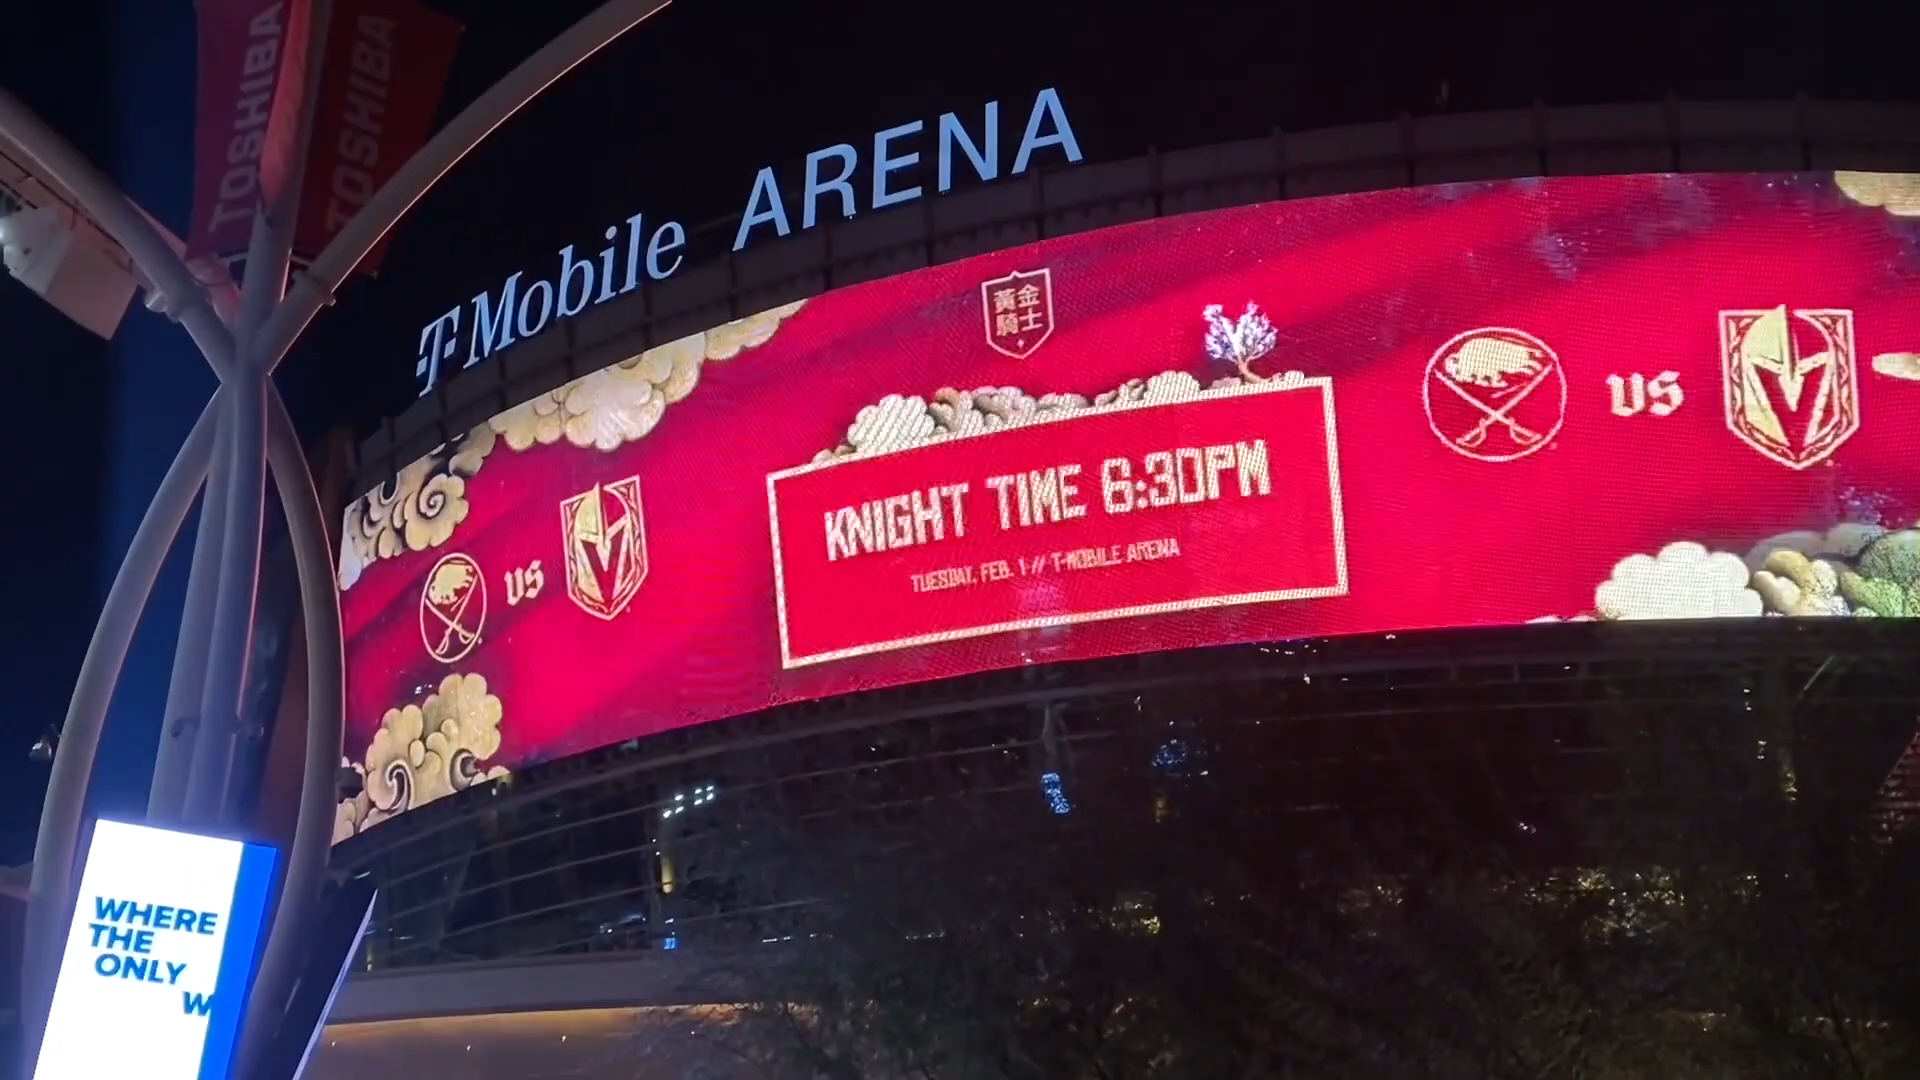 TOSHIBA
TOSHIBA
T Mobile ARENA
黃金
騎士
VS
KNIGHT TIME 6:30PM
TUESDAY, FEB. 1 // T-MOBILE ARENA
VS
WHERE
THE
ONLY
W